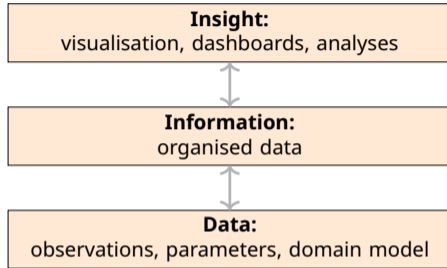 Insight:
visualisation, dashboards, analyses
Information:
organised data
Data:
observations, parameters, domain model